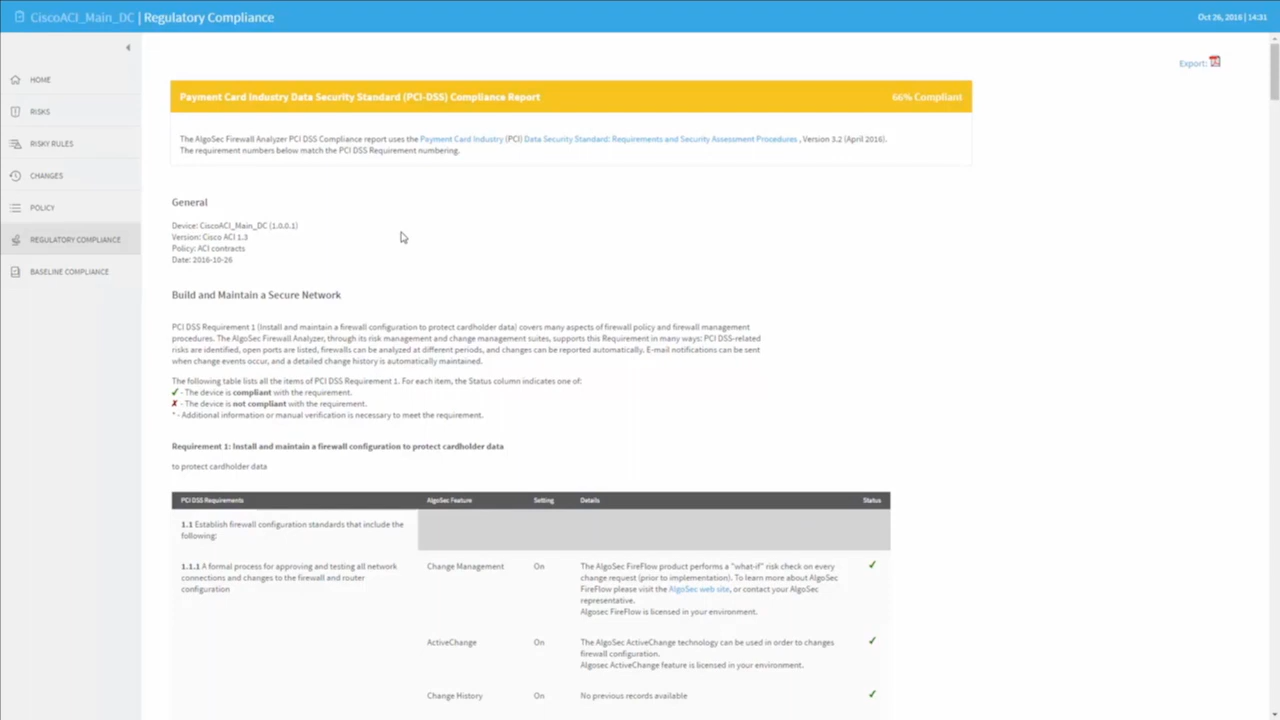 CiscoACI_Main_DC | Regulatory Compliance
Oct 26, 2016 | 14:31
HOME
RISKS
RISKY RULES
CHANGES
POLICY
REGULATORY COMPLIANCE
BASELINE COMPLIANCE
Export:
Payment Card Industry Data Security Standard (PCI-DSS) Compliance Report
66% Compliant
The AlgoSec Firewall Analyzer PCI DSS Compliance report uses the Payment Card Industry (PCI) Data Security Standard: Requirements and Security Assessment Procedures , Version 3.2 (April 2016).
The requirement numbers below match the PCI DSS Requirement numbering.
General
Device: CiscoACI_Main_DC (1.0.0.1)
Version: Cisco ACI 1.3
Policy: ACI contracts
Date: 2016-10-26
Build and Maintain a Secure Network
PCI DSS Requirement 1 (Install and maintain a firewall configuration to protect cardholder data) covers many aspects of firewall policy and firewall management
procedures. The AlgoSec Firewall Analyzer, through its risk management and change management suites, supports this Requirement in many ways: PCI DSS-related
risks are identified, open ports are listed, firewalls can be analyzed at different periods, and changes can be reported automatically. E-mail notifications can be sent
when change events occur, and a detailed change history is automatically maintained.
The following table lists all the items of PCI DSS Requirement 1. For each item, the Status column indicates one of:
✓ - The device is compliant with the requirement.
✗ - The device is not compliant with the requirement.
* - Additional information or manual verification is necessary to meet the requirement.
Requirement 1: Install and maintain a firewall configuration to protect cardholder data
to protect cardholder data
PCI DSS Requirements AlgoSec Feature Setting Details Status
1.1 Establish firewall configuration standards that include the
following:
1.1.1 A formal process for approving and testing all network
connections and changes to the firewall and router
configuration
Change Management On
The AlgoSec FireFlow product performs a "what-if" risk check on every
change request (prior to implementation). To learn more about AlgoSec
FireFlow please visit the AlgoSec web site, or contact your AlgoSec
representative.
Algosec FireFlow is licensed in your environment.
✓
ActiveChange On
The AlgoSec ActiveChange technology can be used in order to changes
firewall configuration.
Algosec ActiveChange feature is licensed in your environment.
✓
Change History On No previous records available ✓